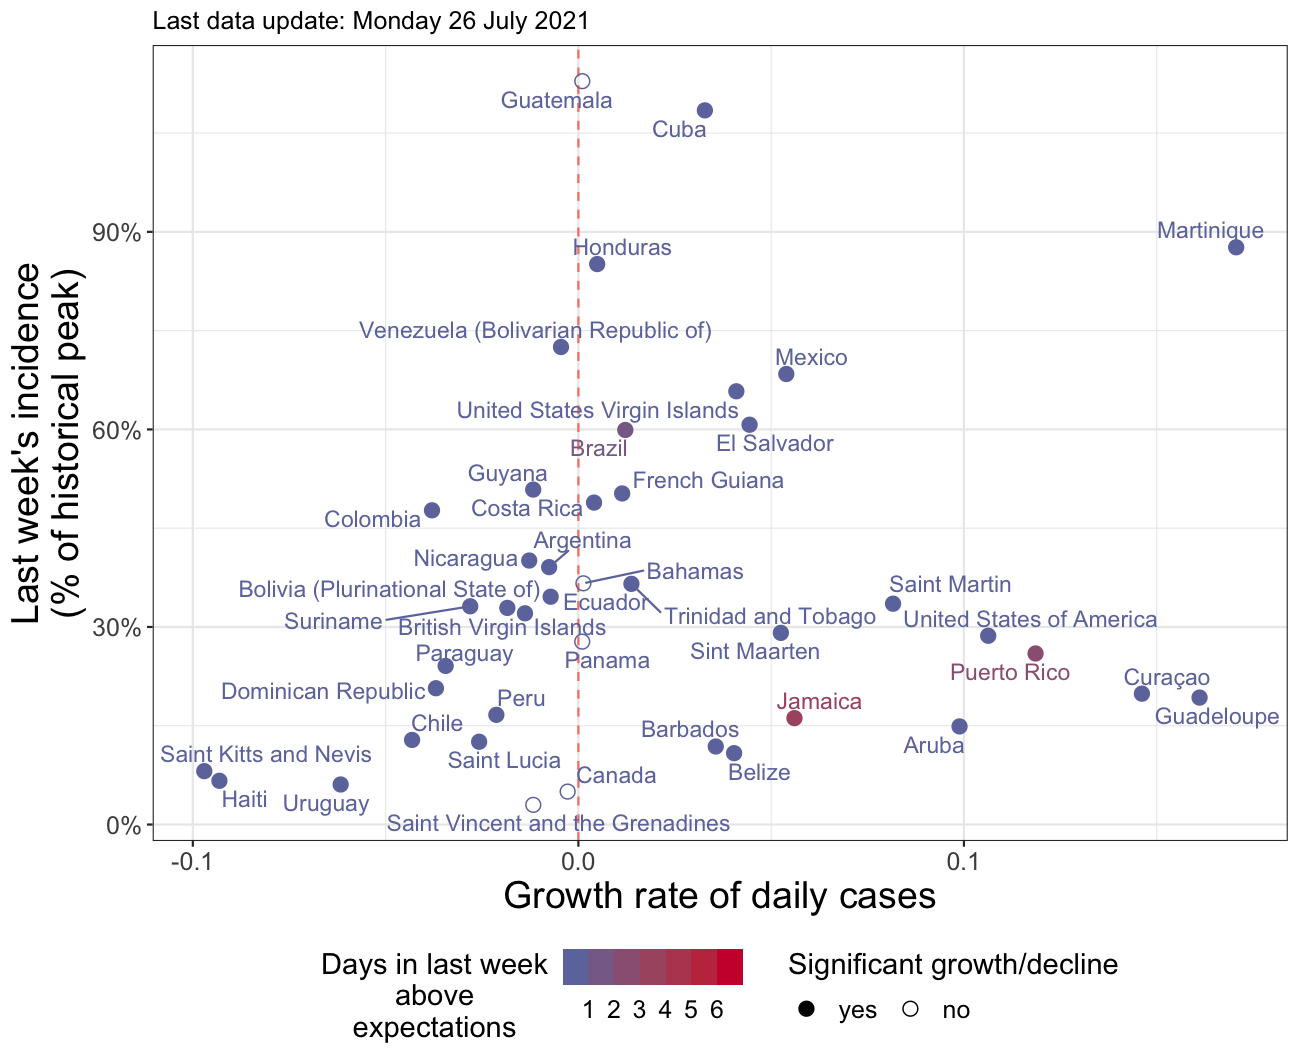 Last data update: Monday 26 July 2021
Guatemala
Cuba
90%
Martinique
Honduras
Venezuela (Bolivarian Republic of)
Mexico
United States Virgin Islands
60%
El Salvador
Brazil
Guyana
French Guiana
Costa Rica
Colombia
Argentina
Nicaragua
Bahamas
Bolivia (Plurinational State of)
Saint Martin
Ecuador
Suriname
Trinidad and Tobago
United States of America
British Virgin Islands
30%
Paraguay
Panama
Sint Maarten
Puerto Rico
Curaçao
Dominican Republic
Peru
Jamaica
Guadeloupe
Chile
Barbados
Aruba
Saint Kitts and Nevis
Saint Lucia
Canada
Belize
Haiti
Uruguay
Saint Vincent and the Grenadines
0%
Last week's incidence
(% of historical peak)
-0.1
0.0
0.1
Growth rate of daily cases
Days in last week
above
expectations
1 2 3 4 5 6
Significant growth/decline
yes
no